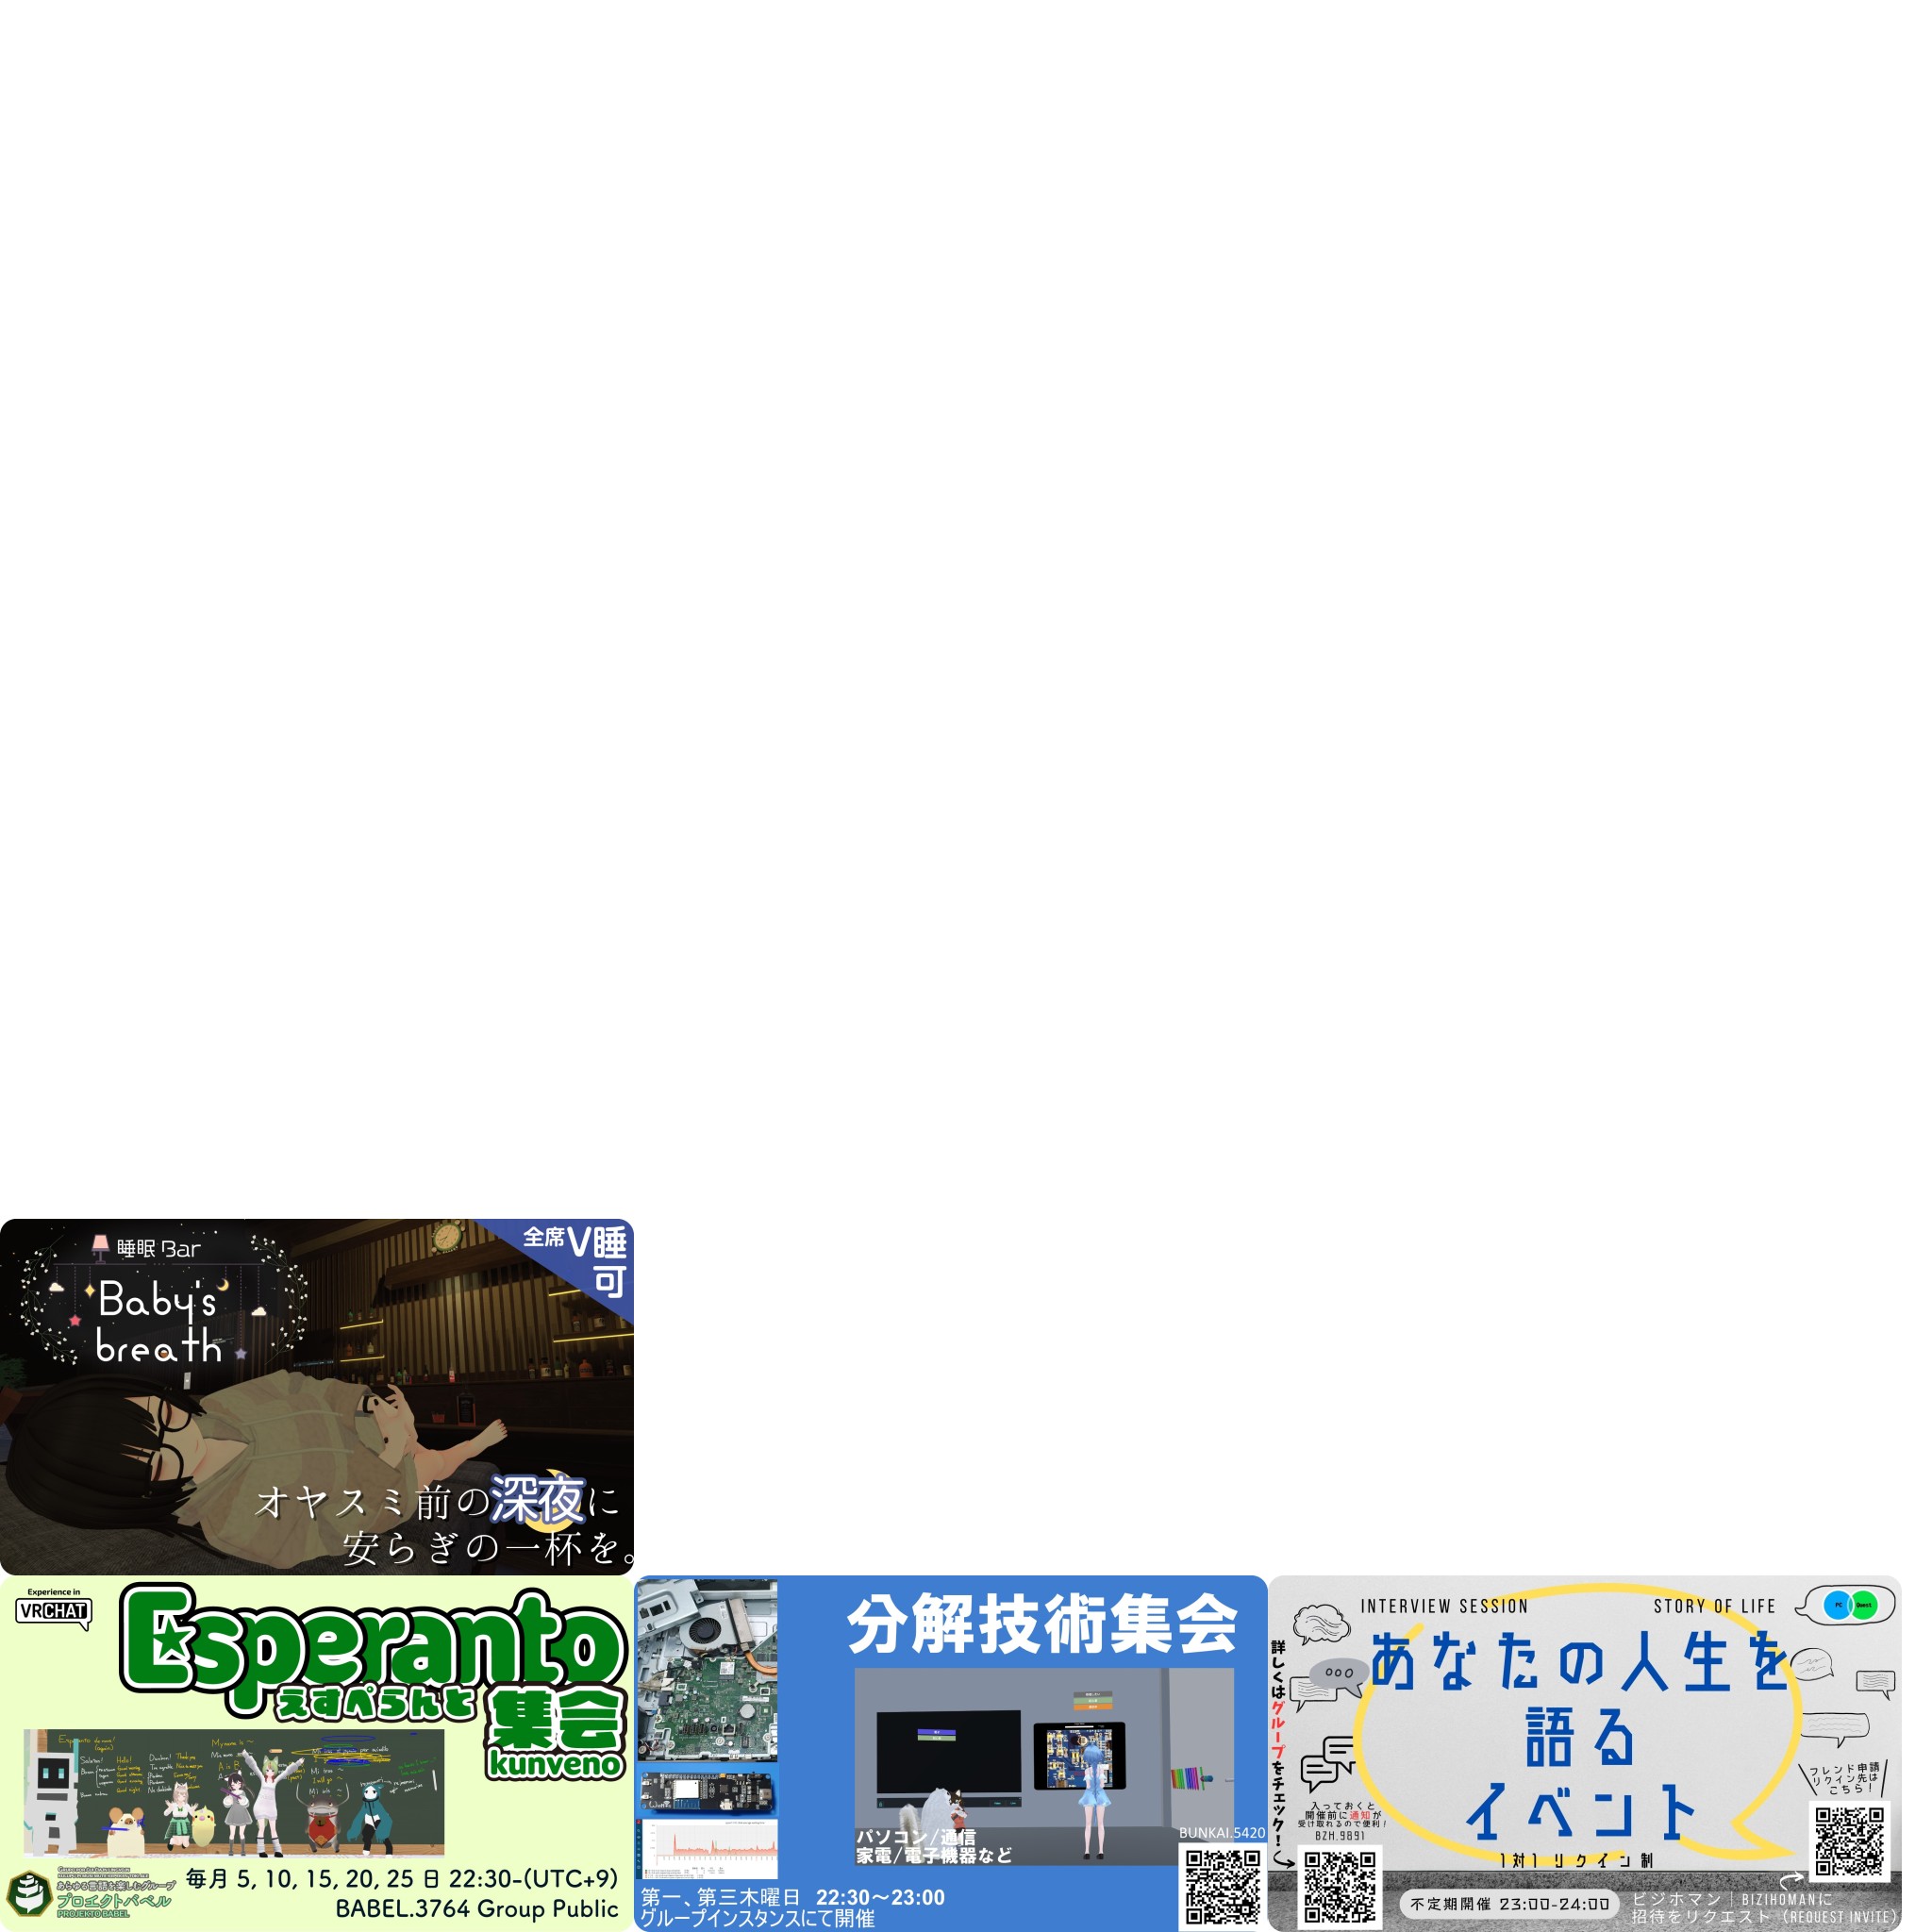 睡眠 Bar
Baby's
breath
全席V睡
可
オヤスミ前の深夜に
安らぎの一杯を。
Experience in
VRCHAT
Esperanto
えすぺらんと 集会
kunveno
あらゆる言語を楽しむグループ
プロエクトバベル
PROJEKTO BABEL
毎月 5, 10, 15, 20, 25 日 22:30-(UTC+9)
BABEL.3764 Group Public
分解技術集会
パソコン/通信
家電/電子機器など
BUNKAI.5420
第一、第三木曜日 22:30～23:00
グループインスタンスにて開催
INTERVIEW SESSION
STORY OF LIFE
PC
Quest
あなたの人生を
語る
イベント
1対1 リクイン制
詳しくはグループをチェック!
入っておくと
開催前に通知が
受け取れるので便利!
BZH.9891
フレンド申請
リクイン先は
こちら!
不定期開催 23:00-24:00
ビジホマン | BIZIHOMANに
招待をリクエスト (REQUEST INVITE)